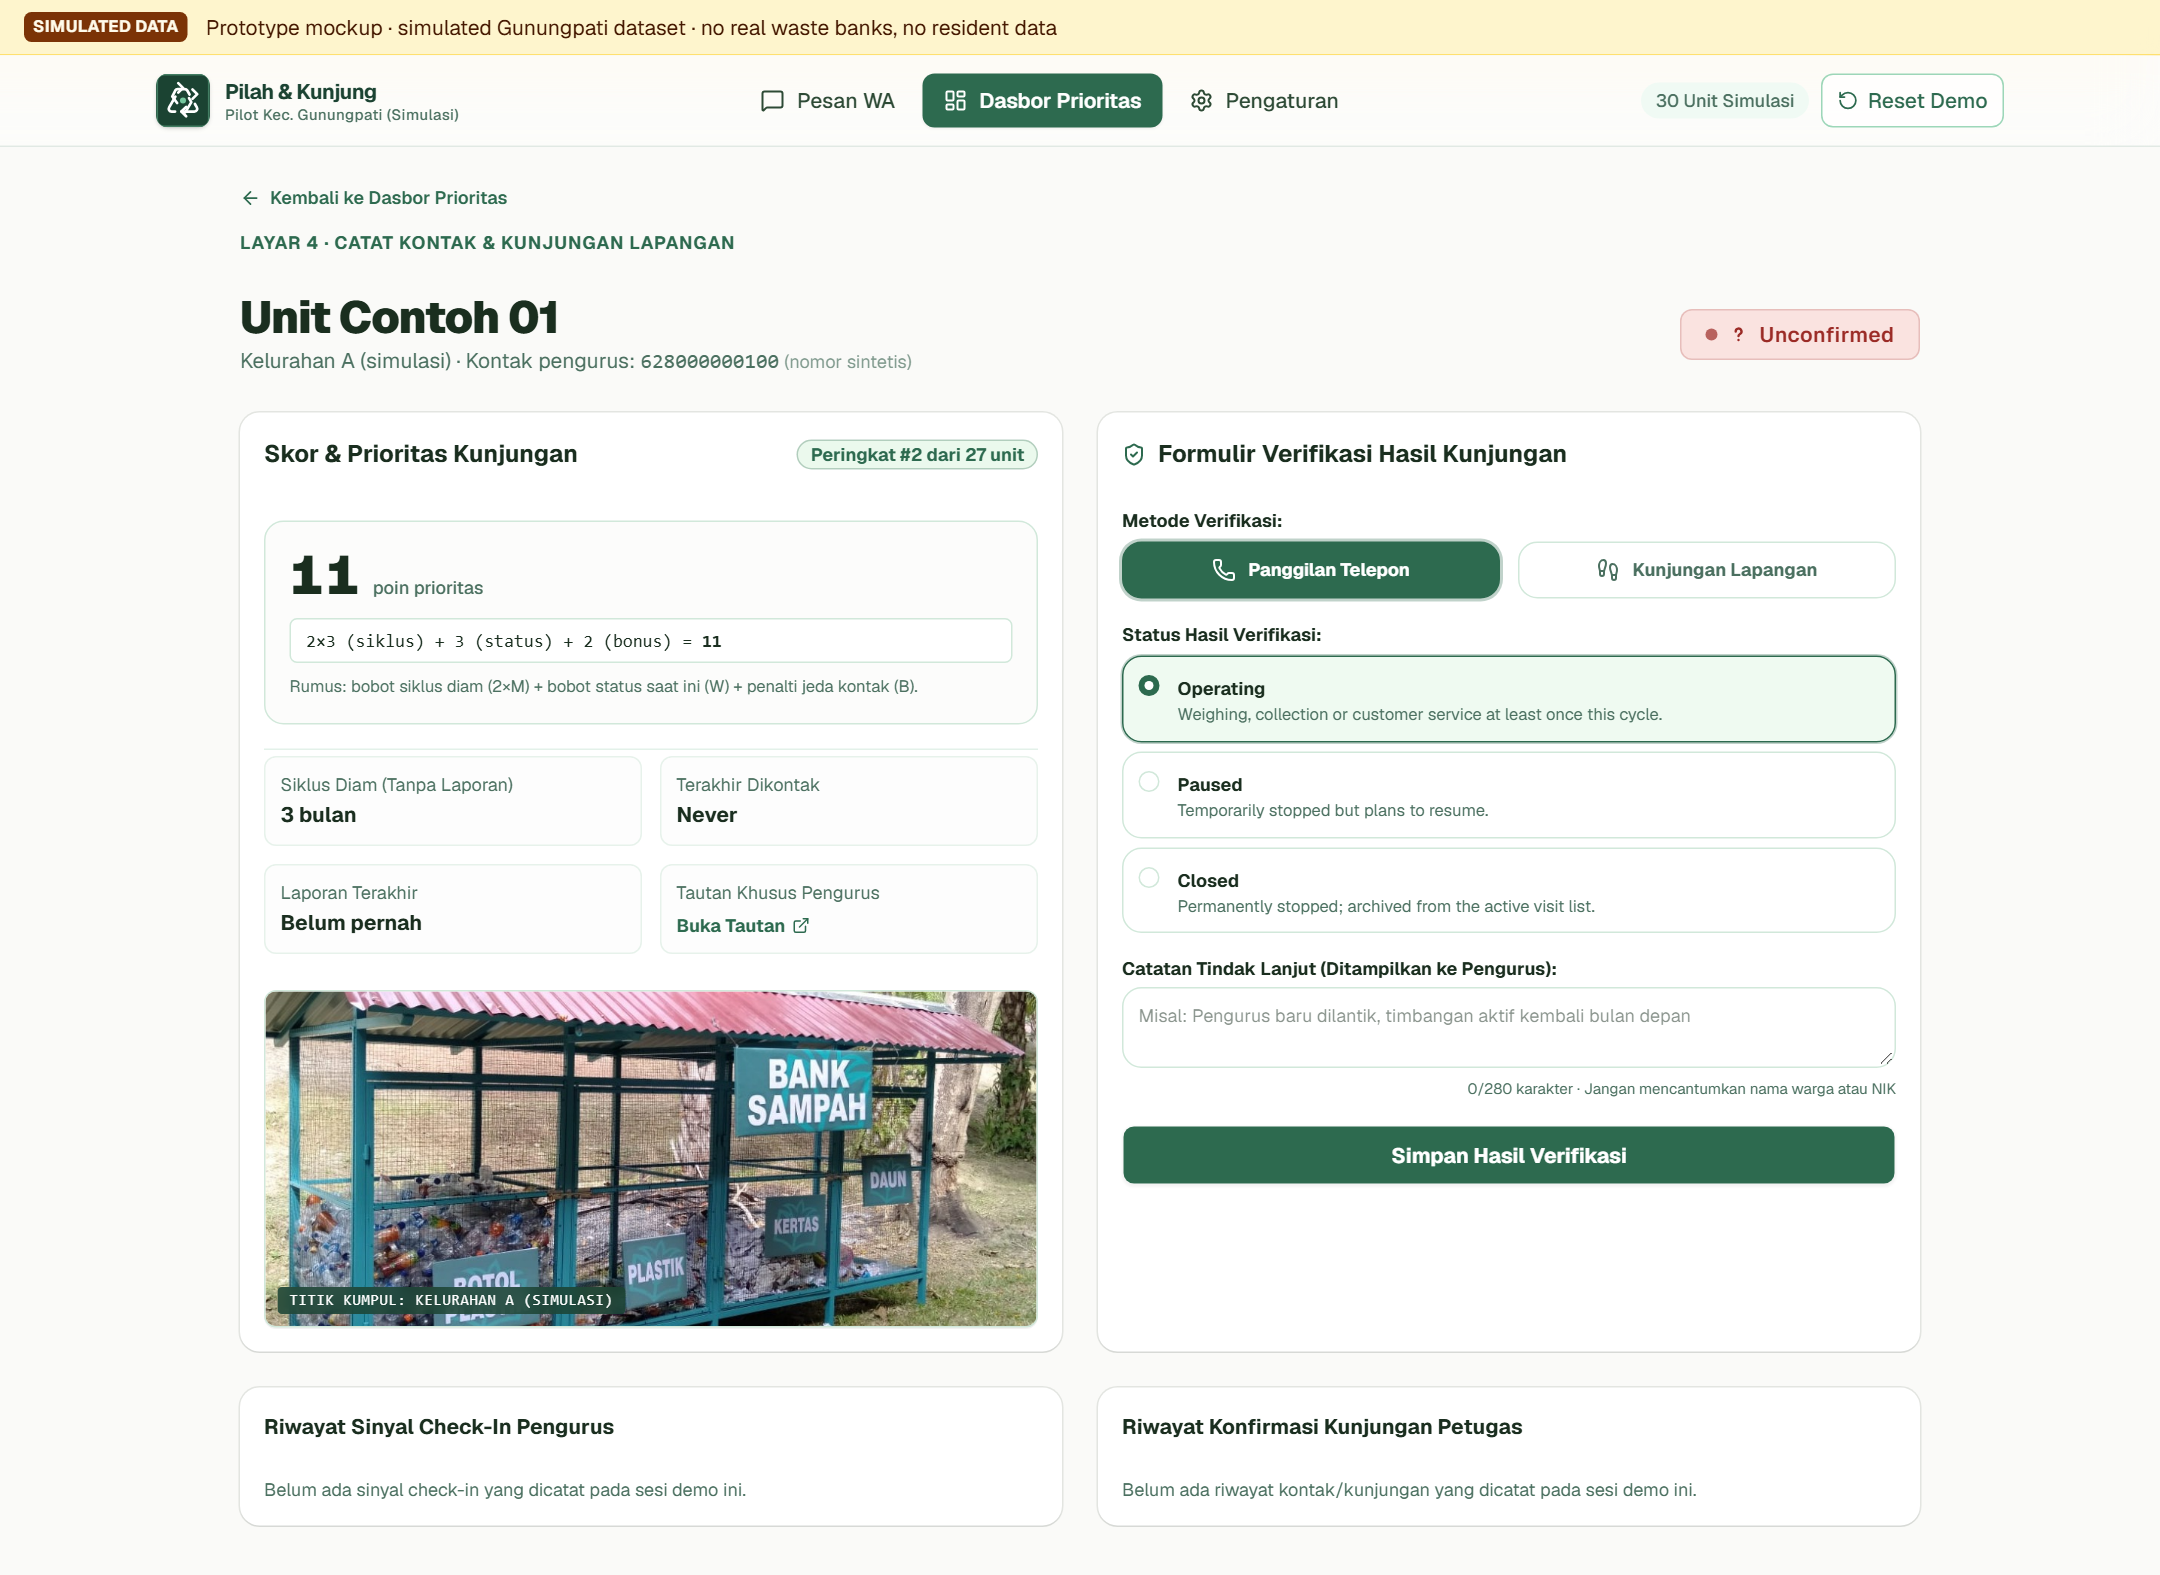 SIMULATED DATA Prototype mockup · simulated Gunungpati dataset · no real waste banks, no resident data
Pilah & Kunjung
Pilot Kec. Gunungpati (Simulasi)
Pesan WA
Dasbor Prioritas
Pengaturan
30 Unit Simulasi
Reset Demo
Kembali ke Dasbor Prioritas
LAYAR 4 · CATAT KONTAK & KUNJUNGAN LAPANGAN
Unit Contoh 01
Kelurahan A (simulasi) · Kontak pengurus: 628000000100 (nomor sintetis)
? Unconfirmed
Skor & Prioritas Kunjungan
Peringkat #2 dari 27 unit
11 poin prioritas
2×3 (siklus) + 3 (status) + 2 (bonus) = 11
Rumus: bobot siklus diam (2×M) + bobot status saat ini (W) + penalti jeda kontak (B).
Siklus Diam (Tanpa Laporan)
3 bulan
Terakhir Dikontak
Never
Laporan Terakhir
Belum pernah
Tautan Khusus Pengurus
Buka Tautan
BANK
SAMPAH
DAUN
KERTAS
PLASTIK
BOTOL
TITIK KUMPUL: KELURAHAN A (SIMULASI)
Formulir Verifikasi Hasil Kunjungan
Metode Verifikasi:
Panggilan Telepon
Kunjungan Lapangan
Status Hasil Verifikasi:
Operating
Weighing, collection or customer service at least once this cycle.
Paused
Temporarily stopped but plans to resume.
Closed
Permanently stopped; archived from the active visit list.
Catatan Tindak Lanjut (Ditampilkan ke Pengurus):
Misal: Pengurus baru dilantik, timbangan aktif kembali bulan depan
0/280 karakter · Jangan mencantumkan nama warga atau NIK
Simpan Hasil Verifikasi
Riwayat Sinyal Check-In Pengurus
Belum ada sinyal check-in yang dicatat pada sesi demo ini.
Riwayat Konfirmasi Kunjungan Petugas
Belum ada riwayat kontak/kunjungan yang dicatat pada sesi demo ini.